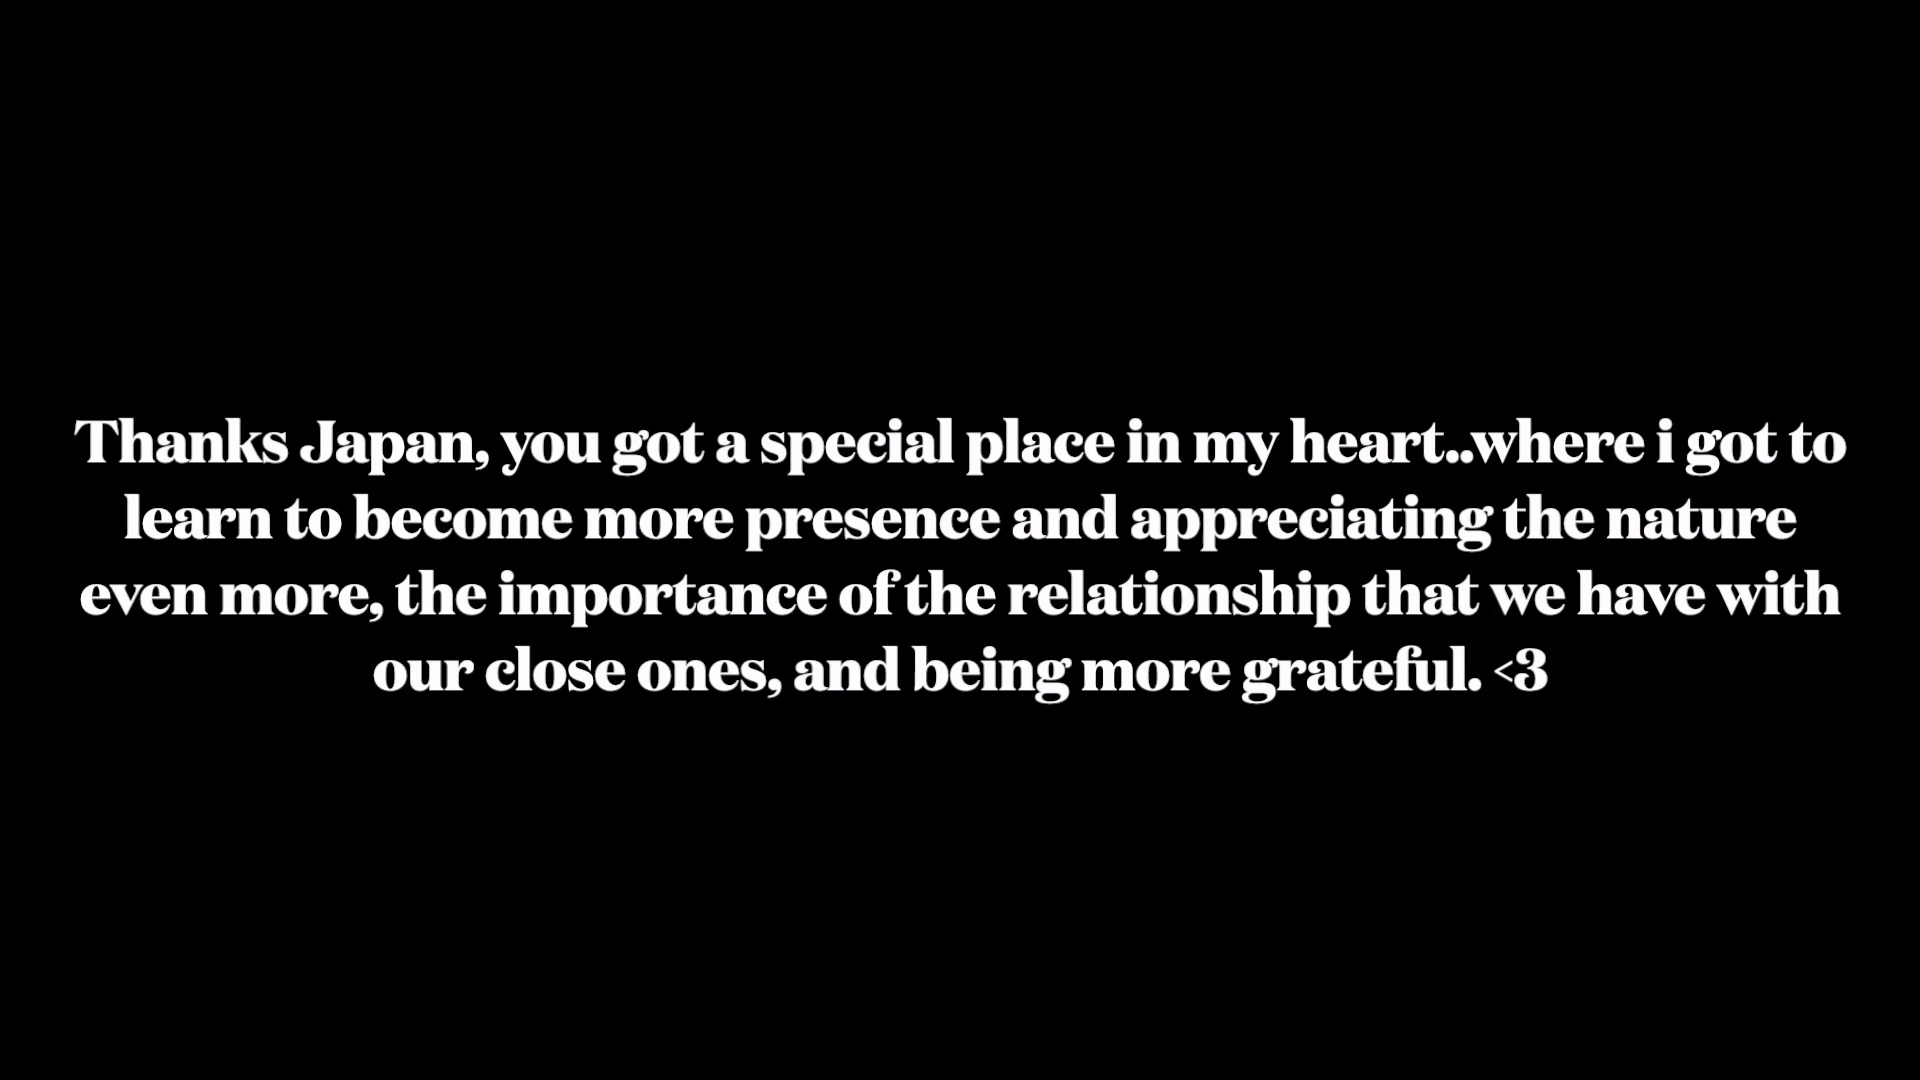 Thanks Japan, you got a special place in my heart..where i got to
learn to become more presence and appreciating the nature
even more, the importance of the relationship that we have with
our close ones, and being more grateful. <3